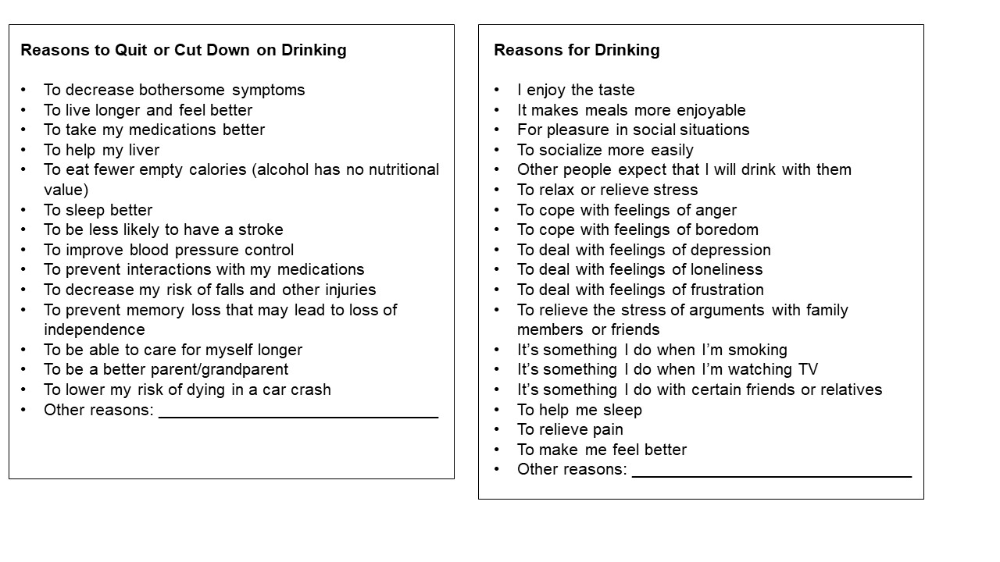 Reasons to Quit or Cut Down on Drinking
• To decrease bothersome symptoms
• To live longer and feel better
• To take my medications better
• To help my liver
• To eat fewer empty calories (alcohol has no nutritional
value)
• To sleep better
• To be less likely to have a stroke
• To improve blood pressure control
• To prevent interactions with my medications
• To decrease my risk of falls and other injuries
• To prevent memory loss that may lead to loss of
independence
• To be able to care for myself longer
• To be a better parent/grandparent
• To lower my risk of dying in a car crash
• Other reasons: ________________________________
Reasons for Drinking
• I enjoy the taste
• It makes meals more enjoyable
• For pleasure in social situations
• To socialize more easily
• Other people expect that I will drink with them
• To relax or relieve stress
• To cope with feelings of anger
• To cope with feelings of boredom
• To deal with feelings of depression
• To deal with feelings of loneliness
• To deal with feelings of frustration
• To relieve the stress of arguments with family
members or friends
• It’s something I do when I’m smoking
• It’s something I do when I’m watching TV
• It’s something I do with certain friends or relatives
• To help me sleep
• To relieve pain
• To make me feel better
• Other reasons: ________________________________